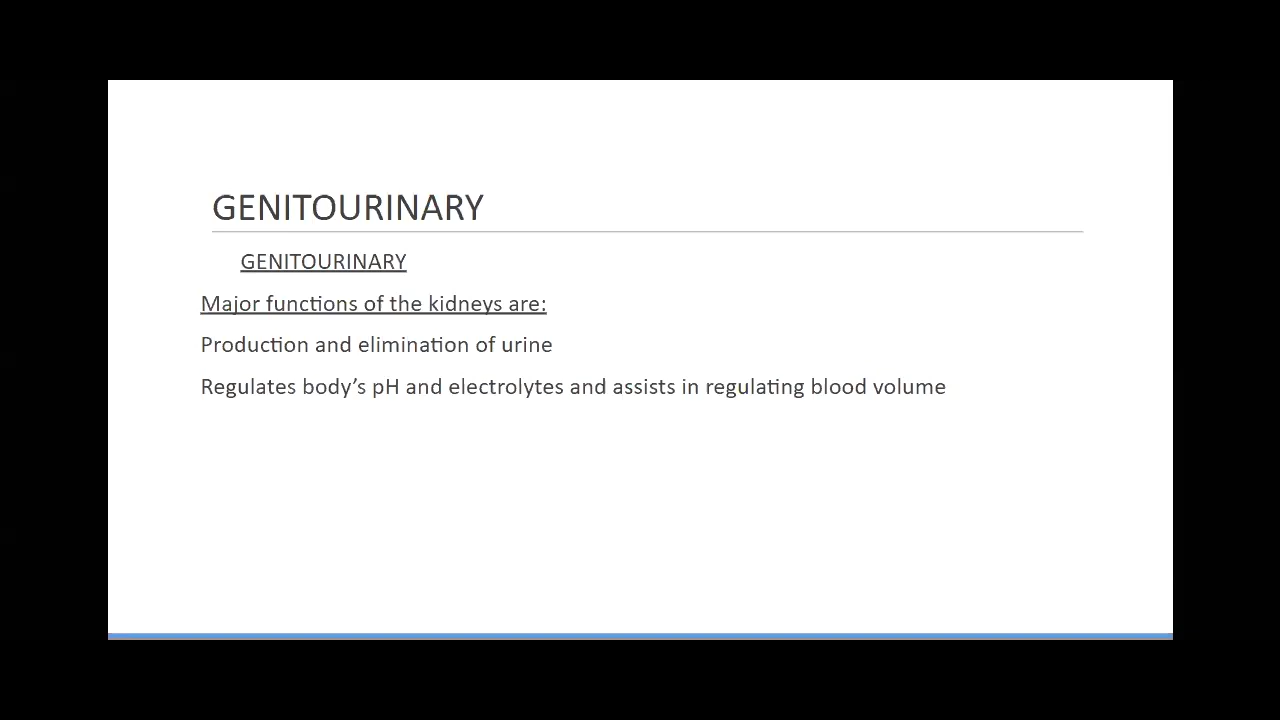 GENITOURINARY
GENITOURINARY
Major functions of the kidneys are:
Production and elimination of urine
Regulates body’s pH and electrolytes and assists in regulating blood volume